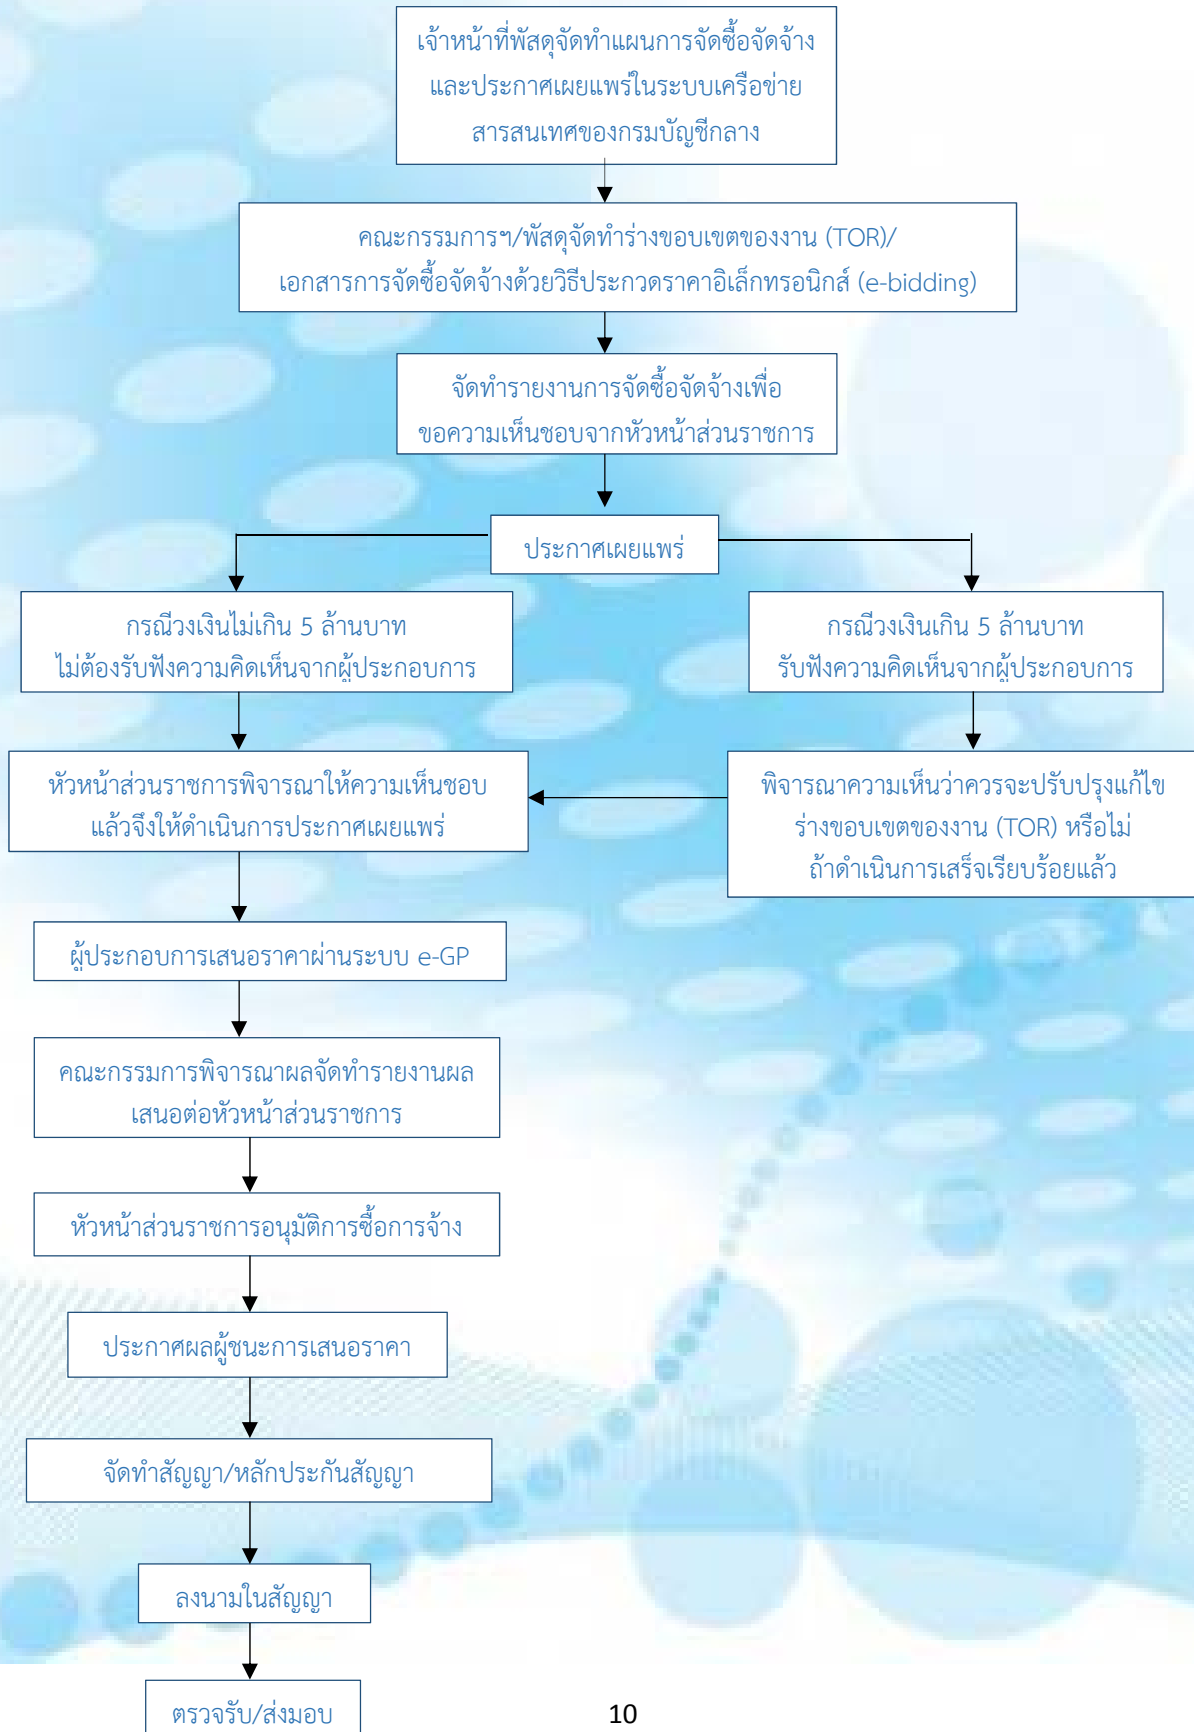 เจ้าหน้าที่พัสดุจัดทำแผนการจัดซื้อจัดจ้าง
และประกาศเผยแพร่ในระบบเครือข่าย
สารสนเทศของกรมบัญชีกลาง
คณะกรรมการฯ/พัสดุจัดทำร่างขอบเขตของงาน (TOR)/
เอกสารการจัดซื้อจัดจ้างด้วยวิธีประกวดราคาอิเล็กทรอนิกส์ (e-bidding)
จัดทำรายงานการจัดซื้อจัดจ้างเพื่อ
ขอความเห็นชอบจากหัวหน้าส่วนราชการ
ประกาศเผยแพร่
กรณีวงเงินไม่เกิน 5 ล้านบาท
ไม่ต้องรับฟังความคิดเห็นจากผู้ประกอบการ
กรณีวงเงินเกิน 5 ล้านบาท
รับฟังความคิดเห็นจากผู้ประกอบการ
หัวหน้าส่วนราชการพิจารณาให้ความเห็นชอบ
แล้วจึงให้ดำเนินการประกาศเผยแพร่
พิจารณาความเห็นว่าควรจะปรับปรุงแก้ไข
ร่างขอบเขตของงาน (TOR) หรือไม่
ถ้าดำเนินการเสร็จเรียบร้อยแล้ว
ผู้ประกอบการเสนอราคาผ่านระบบ e-GP
คณะกรรมการพิจารณาผลจัดทำรายงานผล
เสนอต่อหัวหน้าส่วนราชการ
หัวหน้าส่วนราชการอนุมัติการซื้อการจ้าง
ประกาศผลผู้ชนะการเสนอราคา
จัดทำสัญญา/หลักประกันสัญญา
ลงนามในสัญญา
ตรวจรับ/ส่งมอบ
10